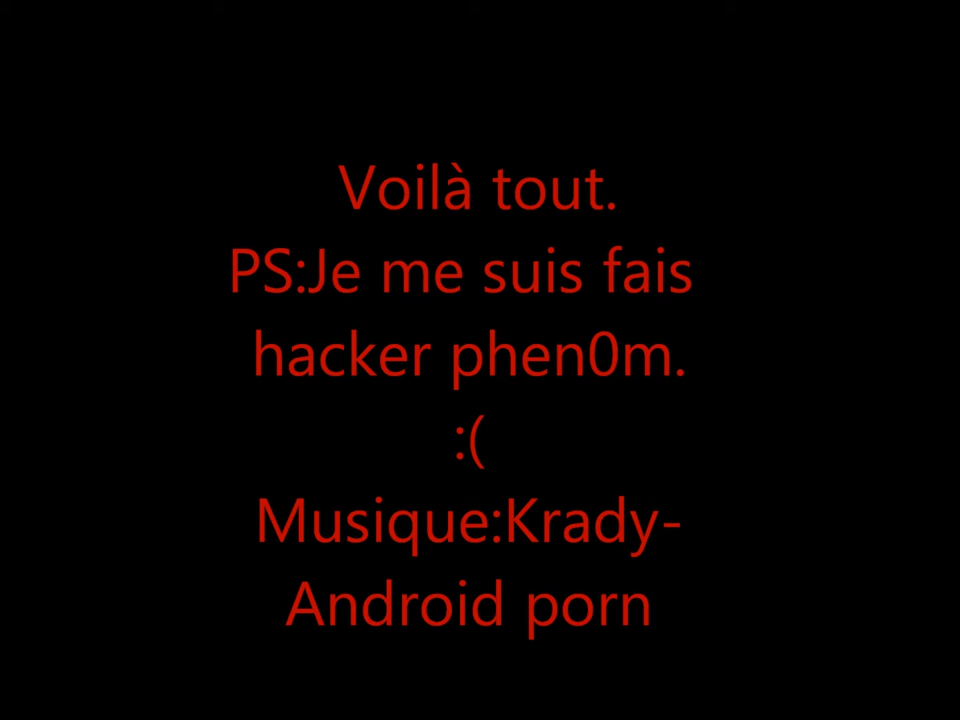 Voilà tout.
PS:Je me suis fais
hacker phen0m.
:(
Musique:Krady-
Android porn